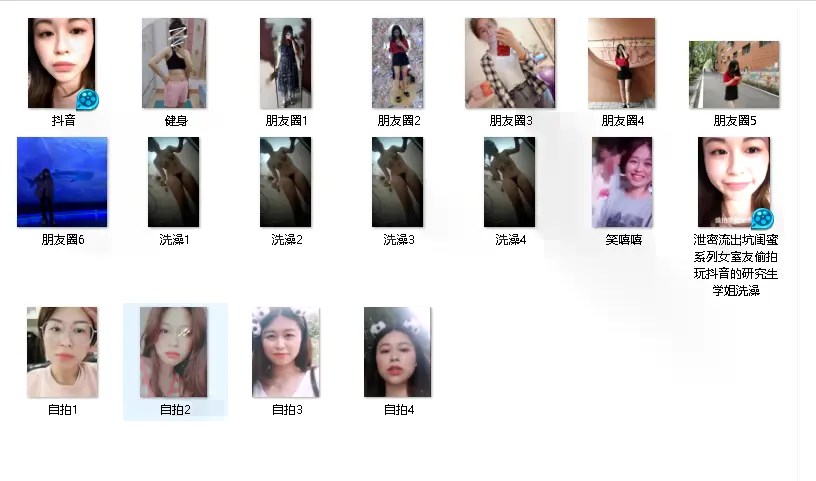 抖音
健身
朋友圈1
朋友圈2
朋友圈3
朋友圈4
朋友圈5
朋友圈6
洗澡1
洗澡2
洗澡3
洗澡4
笑嘻嘻
泄密流出坑闺蜜
系列女室友偷拍
玩抖音的研究生
学姐洗澡
自拍1
自拍2
自拍3
自拍4